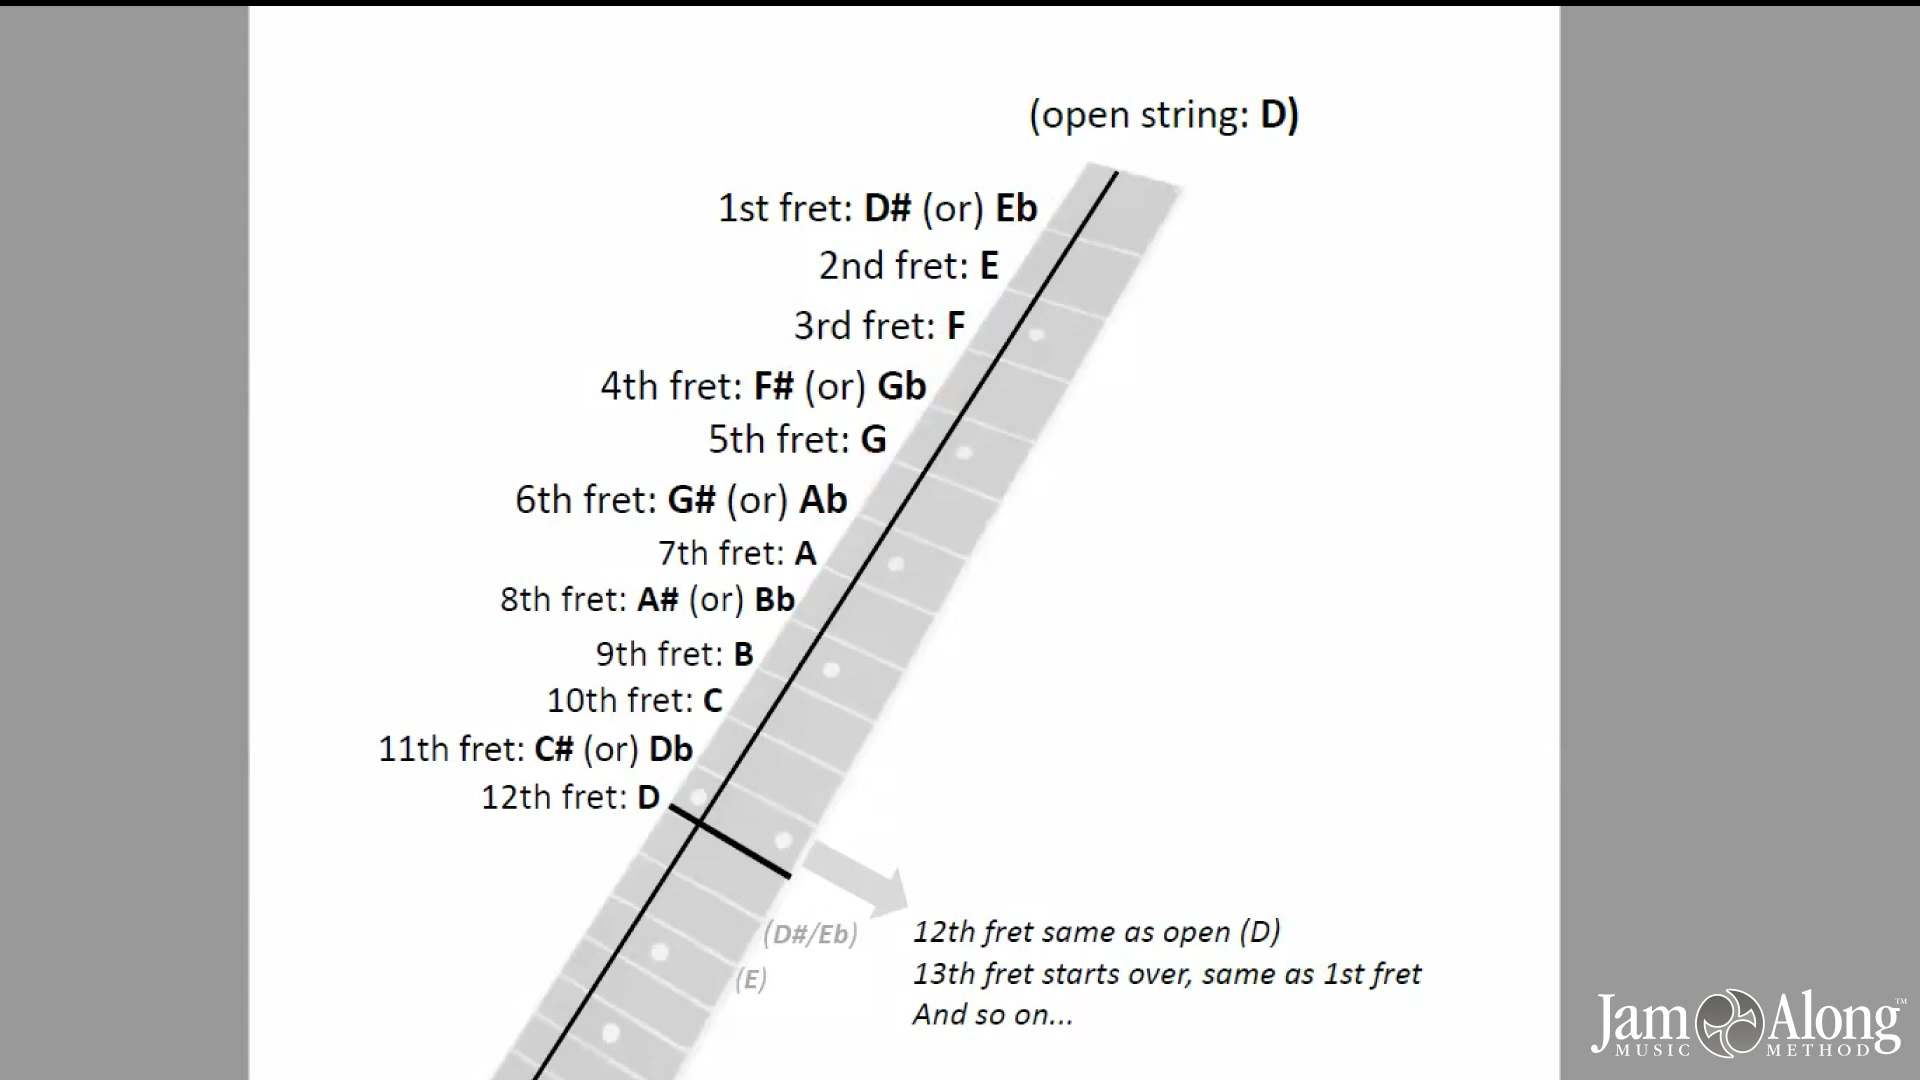 (open string: D)
1st fret: D# (or) Eb
2nd fret: E
3rd fret: F
4th fret: F# (or) Gb
5th fret: G
6th fret: G# (or) Ab
7th fret: A
8th fret: A# (or) Bb
9th fret: B
10th fret: C
11th fret: C# (or) Db
12th fret: D
(D#/Eb)
(E)
12th fret same as open (D)
13th fret starts over, same as 1st fret
And so on...
Jam Along™
MUSIC METHOD